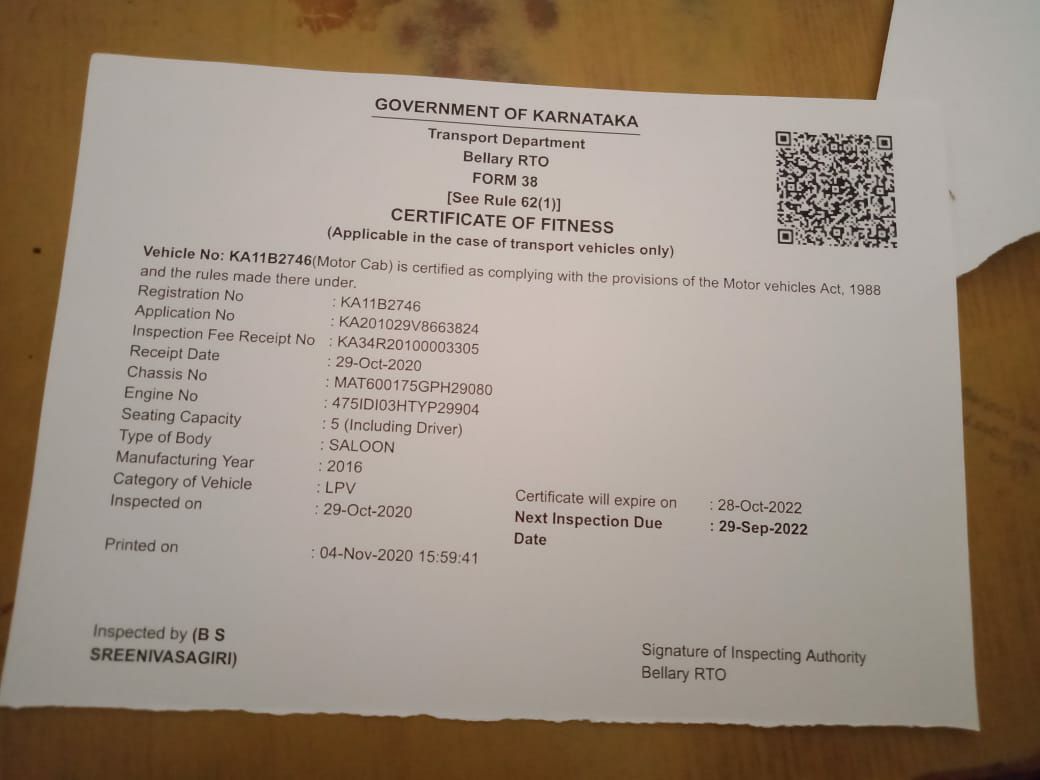 GOVERNMENT OF KARNATAKA
Transport Department
Bellary RTO
FORM 38
[See Rule 62(1)]
CERTIFICATE OF FITNESS
(Applicable in the case of transport vehicles only)
Vehicle No: KA11B2746(Motor Cab) is certified as complying with the provisions of the Motor vehicles Act, 1988
and the rules made there under.
Registration No : KA11B2746
Application No : KA201029V8663824
Inspection Fee Receipt No : KA34R20100003305
Receipt Date : 29-Oct-2020
Chassis No : MAT600175GPH29080
Engine No : 475IDI03HTYP29904
Seating Capacity : 5 (Including Driver)
Type of Body : SALOON
Manufacturing Year : 2016
Category of Vehicle : LPV
Inspected on : 29-Oct-2020
Certificate will expire on : 28-Oct-2022
Next Inspection Due : 29-Sep-2022
Date
Printed on : 04-Nov-2020 15:59:41
Inspected by (B S
SREENIVASAGIRI)
Signature of Inspecting Authority
Bellary RTO